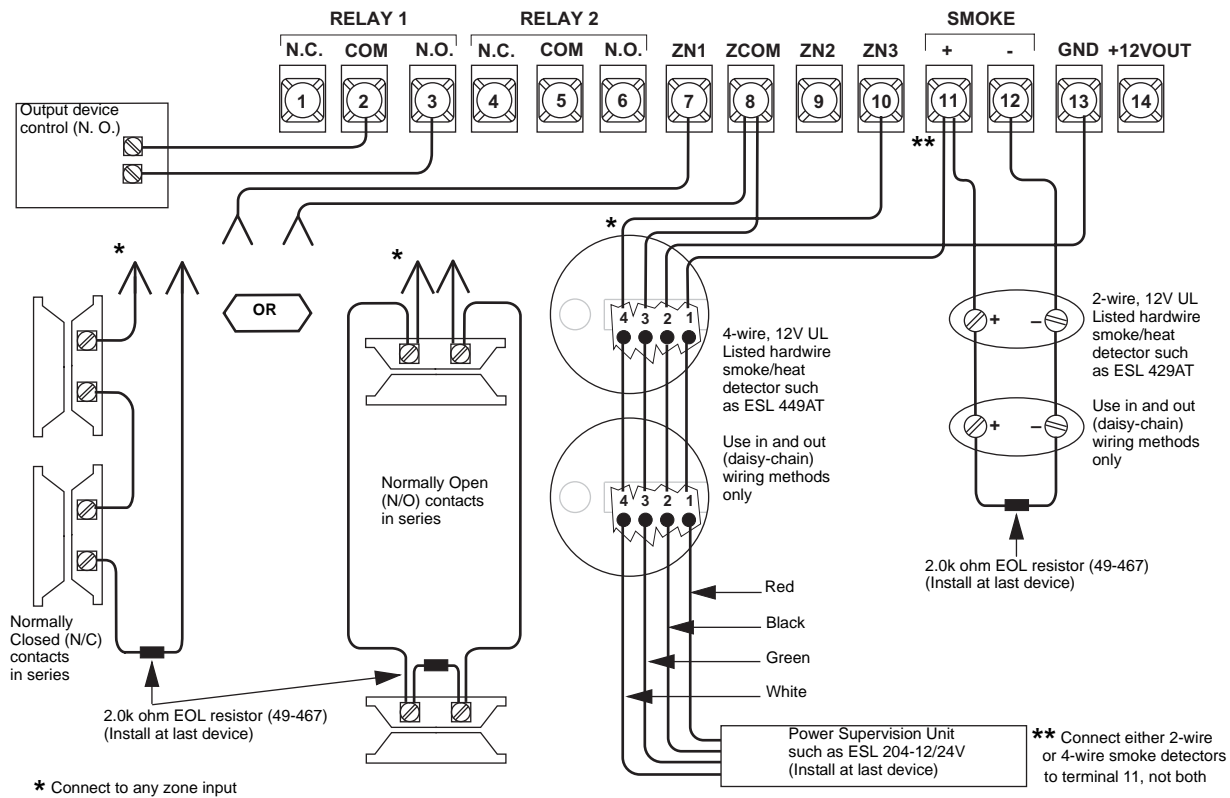 RELAY 1 RELAY 2 SMOKE
N.C. COM N.O. N.C. COM N.O. ZN1 ZCOM ZN2 ZN3 + - GND +12VOUT
1 2 3 4 5 6 7 8 9 10 11 12 13 14
**
Output device
control (N. O.)
*
*
*
OR
4 3 2 1
4-wire, 12V UL
Listed hardwire
smoke/heat
detector such
as ESL 449AT
Use in and out
(daisy-chain)
wiring methods
only
+ –
2-wire, 12V UL
Listed hardwire
smoke/heat
detector such
as ESL 429AT
+ –
Use in and out
(daisy-chain)
wiring methods
only
Normally Open
(N/O) contacts
in series
4 3 2 1
2.0k ohm EOL resistor (49-467)
(Install at last device)
Red
Black
Green
White
Normally
Closed (N/C)
contacts
in series
2.0k ohm EOL resistor (49-467)
(Install at last device)
Power Supervision Unit
such as ESL 204-12/24V
(Install at last device)
** Connect either 2-wire
or 4-wire smoke detectors
to terminal 11, not both
* Connect to any zone input